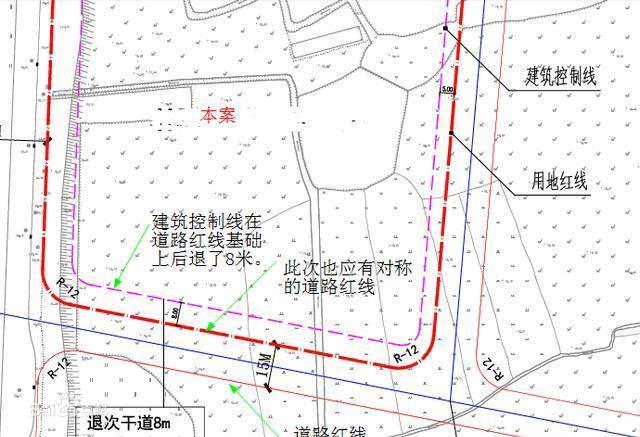 建筑控制线
5.00
本案
用地红线
建筑控制线在
道路红线基础
上后退了8米。
此次也应有对称
的道路红线
R-12
8.00
R-12
15M
R-12
R-12
退次干道8m
道路红线